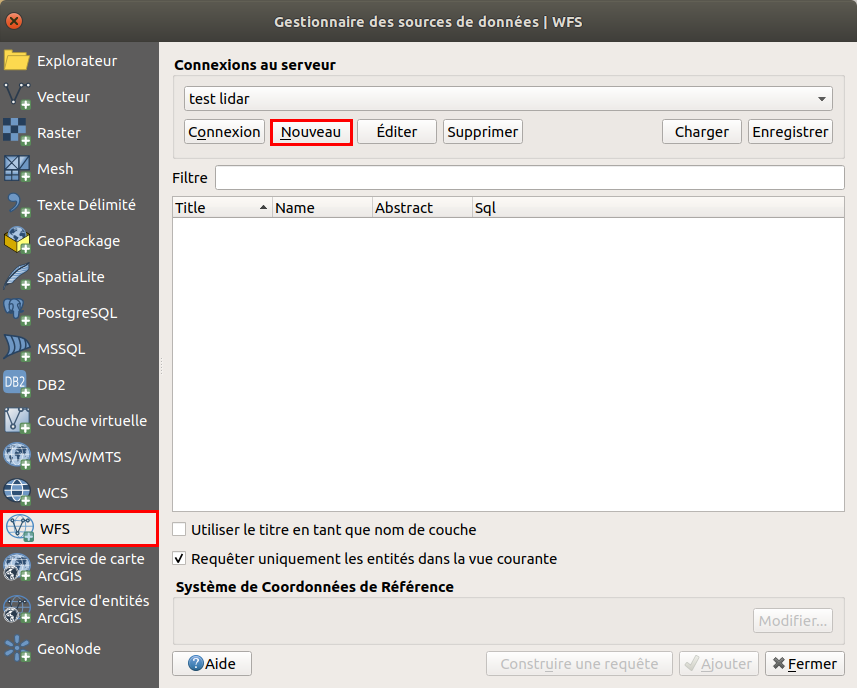 Gestionnaire des sources de données | WFS
Explorateur
Vecteur
Raster
Mesh
Texte Délimité
GeoPackage
SpatiaLite
PostgreSQL
MSSQL
DB2
DB2
Couche virtuelle
WMS/WMTS
WCS
WFS
Service de carte
ArcGIS
Service d'entités
ArcGIS
GeoNode
Connexions au serveur
test lidar
Connexion Nouveau Éditer Supprimer Charger Enregistrer
Filtre
Title Name Abstract Sql
Utiliser le titre en tant que nom de couche
Requêter uniquement les entités dans la vue courante
Système de Coordonnées de Référence
Modifier...
Aide Construire une requête Ajouter Fermer